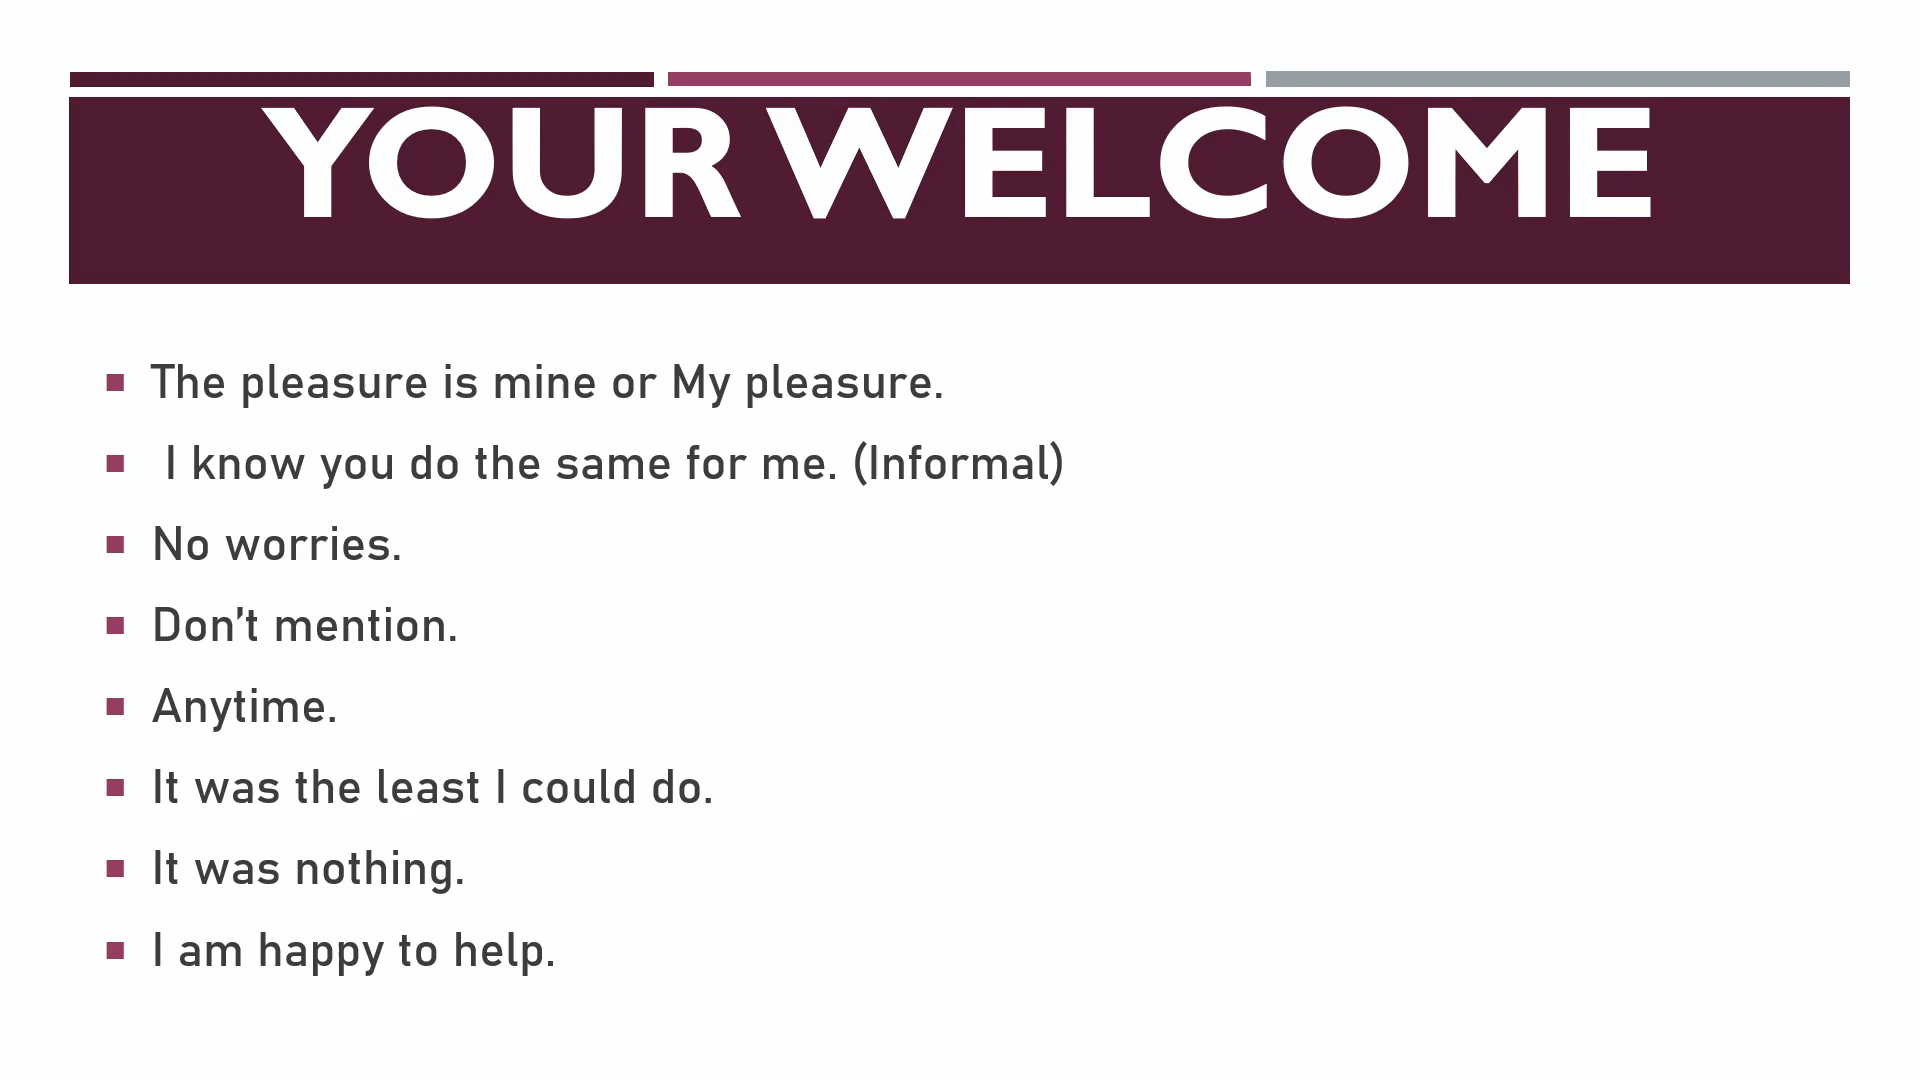 YOUR WELCOME
The pleasure is mine or My pleasure.
I know you do the same for me. (Informal)
No worries.
Don't mention.
Anytime.
It was the least I could do.
It was nothing.
I am happy to help.